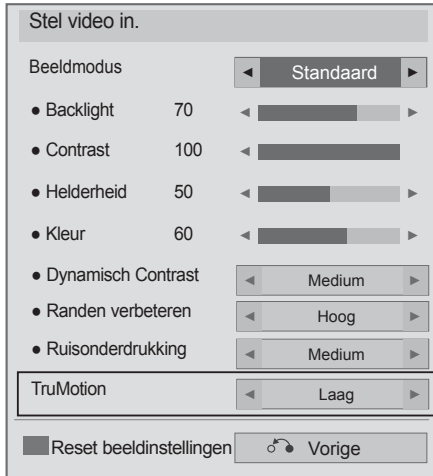 Stel video in.
Beeldmodus ◄ Standaard ►
● Backlight 70 ◄ ►
● Contrast 100 ◄
● Helderheid 50 ◄ ►
● Kleur 60 ◄ ►
● Dynamisch Contrast ◄ Medium ►
● Randen verbeteren ◄ Hoog ►
● Ruisonderdrukking ◄ Medium ►
TruMotion ◄ Laag ►
Reset beeldinstellingen Vorige